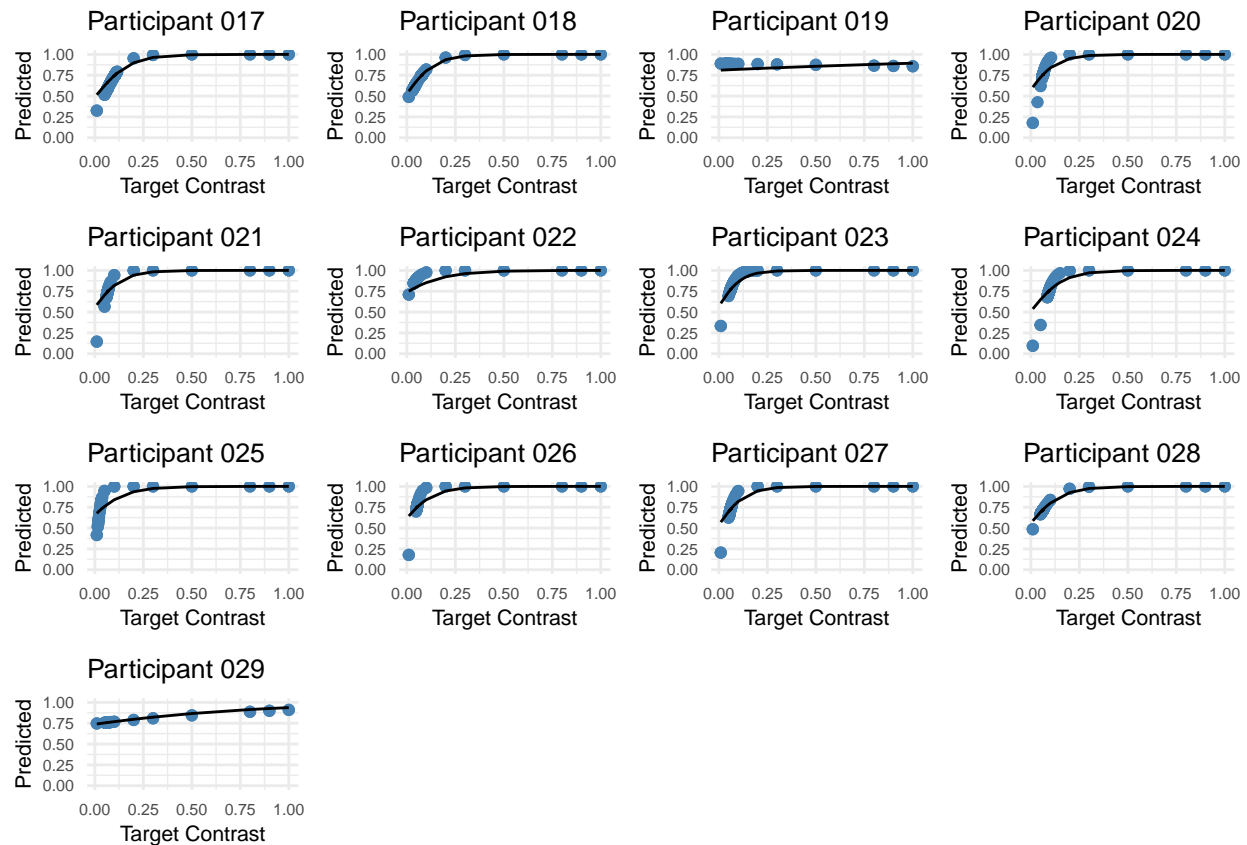 Participant 017
Predicted
1.00
0.75
0.50
0.25
0.00
0.00 0.25 0.50 0.75 1.00
Target Contrast
Participant 018
Predicted
1.00
0.75
0.50
0.25
0.00
0.00 0.25 0.50 0.75 1.00
Target Contrast
Participant 019
Predicted
1.00
0.75
0.50
0.25
0.00
0.00 0.25 0.50 0.75 1.00
Target Contrast
Participant 020
Predicted
1.00
0.75
0.50
0.25
0.00
0.00 0.25 0.50 0.75 1.00
Target Contrast
Participant 021
Predicted
1.00
0.75
0.50
0.25
0.00
0.00 0.25 0.50 0.75 1.00
Target Contrast
Participant 022
Predicted
1.00
0.75
0.50
0.25
0.00
0.00 0.25 0.50 0.75 1.00
Target Contrast
Participant 023
Predicted
1.00
0.75
0.50
0.25
0.00
0.00 0.25 0.50 0.75 1.00
Target Contrast
Participant 024
Predicted
1.00
0.75
0.50
0.25
0.00
0.00 0.25 0.50 0.75 1.00
Target Contrast
Participant 025
Predicted
1.00
0.75
0.50
0.25
0.00
0.00 0.25 0.50 0.75 1.00
Target Contrast
Participant 026
Predicted
1.00
0.75
0.50
0.25
0.00
0.00 0.25 0.50 0.75 1.00
Target Contrast
Participant 027
Predicted
1.00
0.75
0.50
0.25
0.00
0.00 0.25 0.50 0.75 1.00
Target Contrast
Participant 028
Predicted
1.00
0.75
0.50
0.25
0.00
0.00 0.25 0.50 0.75 1.00
Target Contrast
Participant 029
Predicted
1.00
0.75
0.50
0.25
0.00
0.00 0.25 0.50 0.75 1.00
Target Contrast